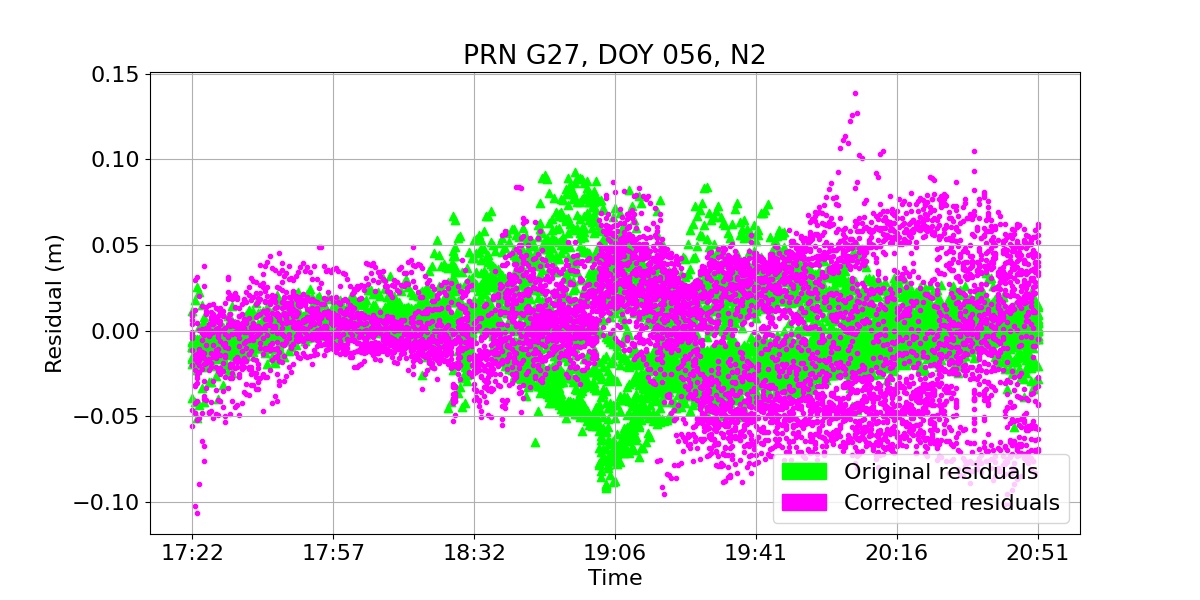 PRN G27, DOY 056, N2
0.15
0.10
0.05
0.00
−0.05
−0.10
Residual (m)
Original residuals
Corrected residuals
17:22 17:57 18:32 19:06 19:41 20:16 20:51
Time